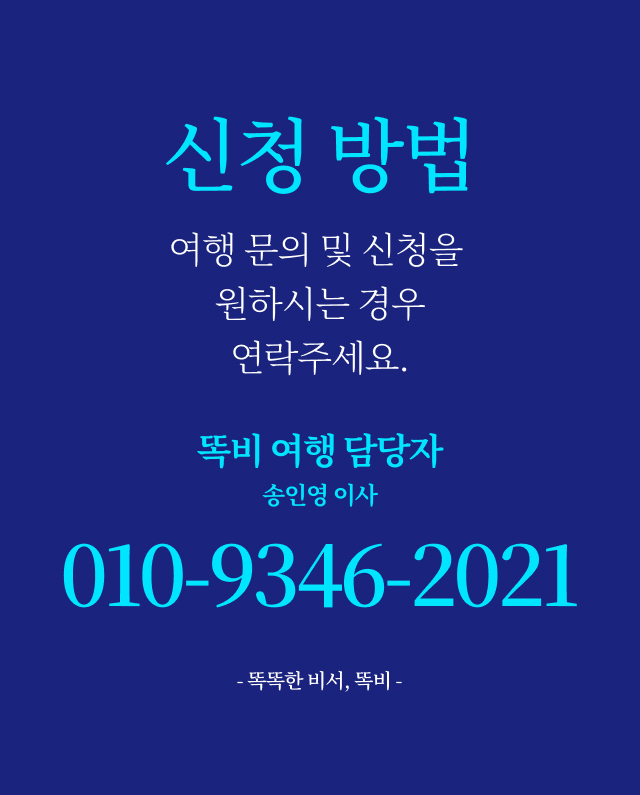 신청 방법
여행 문의 및 신청을
원하시는 경우
연락주세요.
똑비 여행 담당자
송인영 이사
010-9346-2021
- 똑똑한 비서, 똑비 -